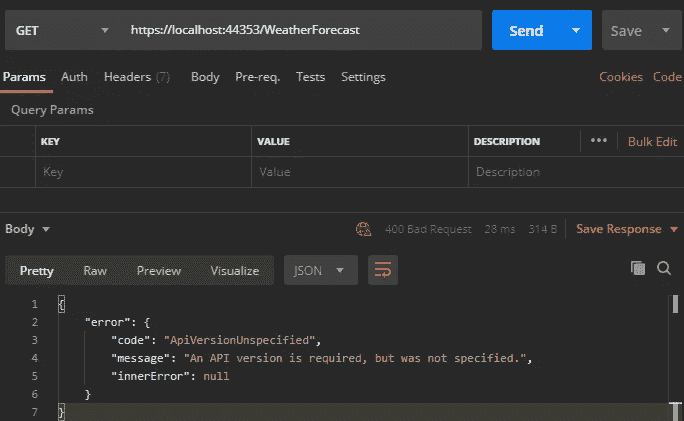 GET https://localhost:44353/WeatherForecast Send Save
Params Auth Headers (7) Body Pre-req. Tests Settings Cookies Code
Query Params
KEY VALUE DESCRIPTION ••• Bulk Edit
Key Value Description
Body 400 Bad Request 28 ms 314 B Save Response
Pretty Raw Preview Visualize JSON
1 {
2 "error": {
3 "code": "ApiVersionUnspecified",
4 "message": "An API version is required, but was not specified.",
5 "innerError": null
6 }
7 }